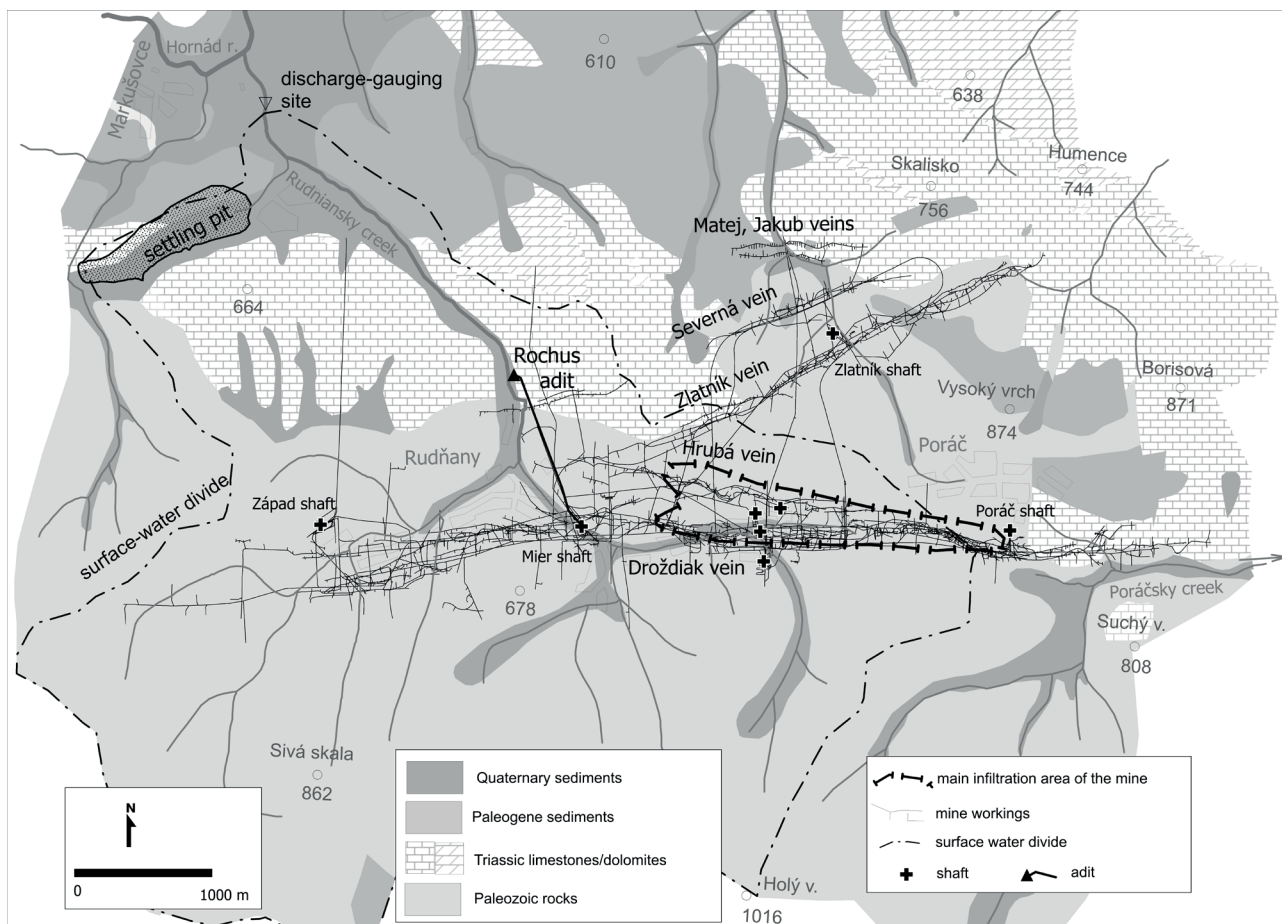 Hornád r.
Markušovce
discharge-gauging
site
610
638
Skalisko
756
Humence
744
Rudniansky creek
settling pit
Matej, Jakub veins
664
Severná vein
Rochus
adit
Zlatník vein
Zlatník shaft
Vysoký vrch
874
Borisová
871
Rudňany
Hrubá vein
Poráč
surface-water divide
Západ shaft
Poráč shaft
Mier shaft
Droždiak vein
678
Poráčsky creek
Suchý v.
808
Sivá skala
862
Holý v.
1016
N
0
1000 m
Quaternary sediments
Paleogene sediments
Triassic limestones/dolomites
Paleozoic rocks
main infiltration area of the mine
mine workings
surface water divide
shaft
adit